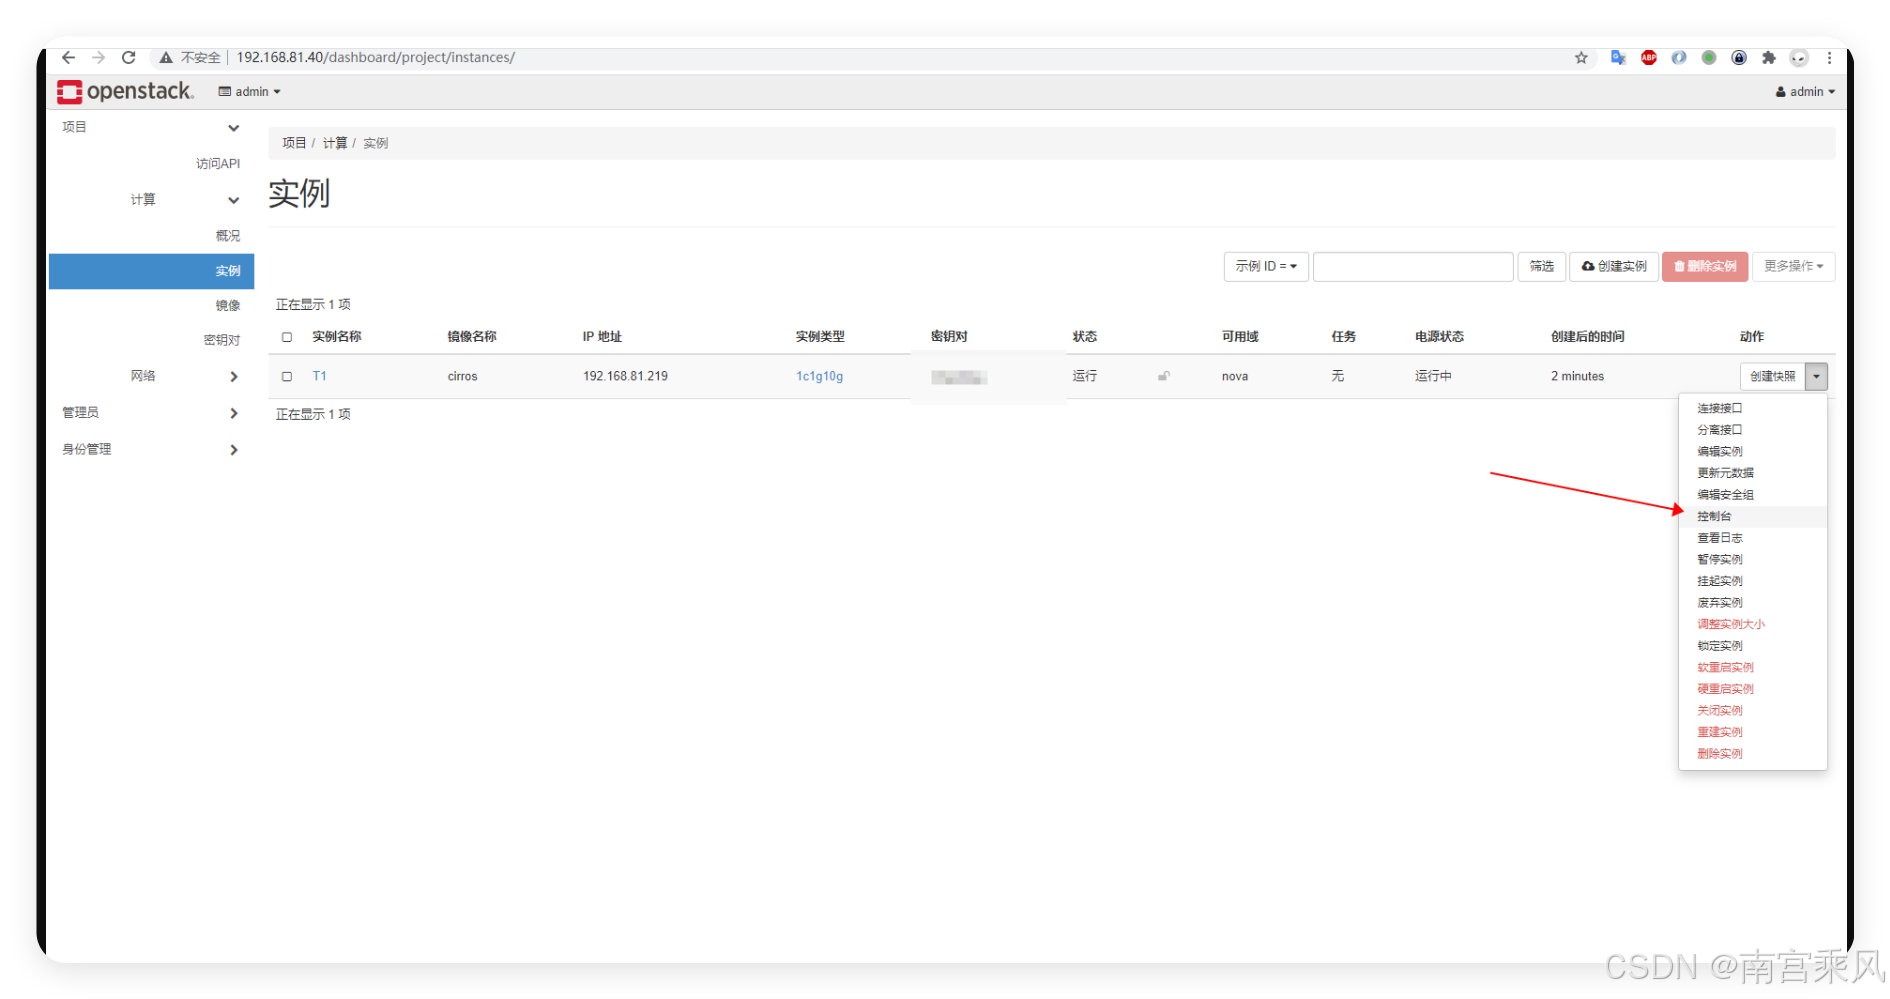 不安全 192.168.81.40/dashboard/project/instances/
ABP
openstack. admin admin
项目
访问API
计算
概况
实例
镜像
密钥对
网络
管理员
身份管理
项目 / 计算 / 实例
实例
示例 ID = 筛选 创建实例 删除实例 更多操作
正在显示 1 项
实例名称 镜像名称 IP 地址 实例类型 密钥对 状态 可用域 任务 电源状态 创建后的时间 动作
T1 cirros 192.168.81.219 1c1g10g 运行 nova 无 运行中 2 minutes 创建快照
正在显示 1 项
连接接口
分离接口
编辑实例
更新元数据
编辑安全组
控制台
查看日志
暂停实例
挂起实例
废弃实例
调整实例大小
锁定实例
软重启实例
硬重启实例
关闭实例
重建实例
删除实例
CSDN @南宫乘风